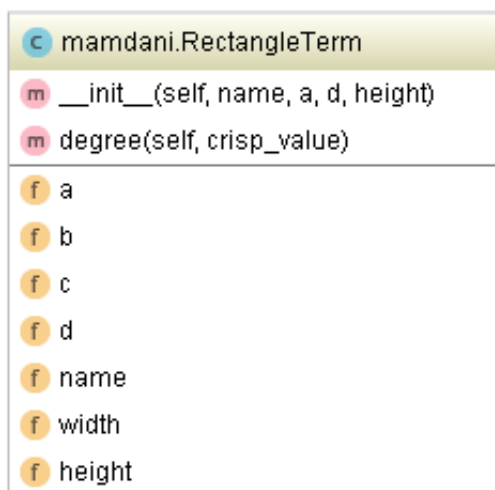 c mamdani.RectangleTerm
m __init__(self, name, a, d, height)
m degree(self, crisp_value)
f a
f b
f c
f d
f name
f width
f height